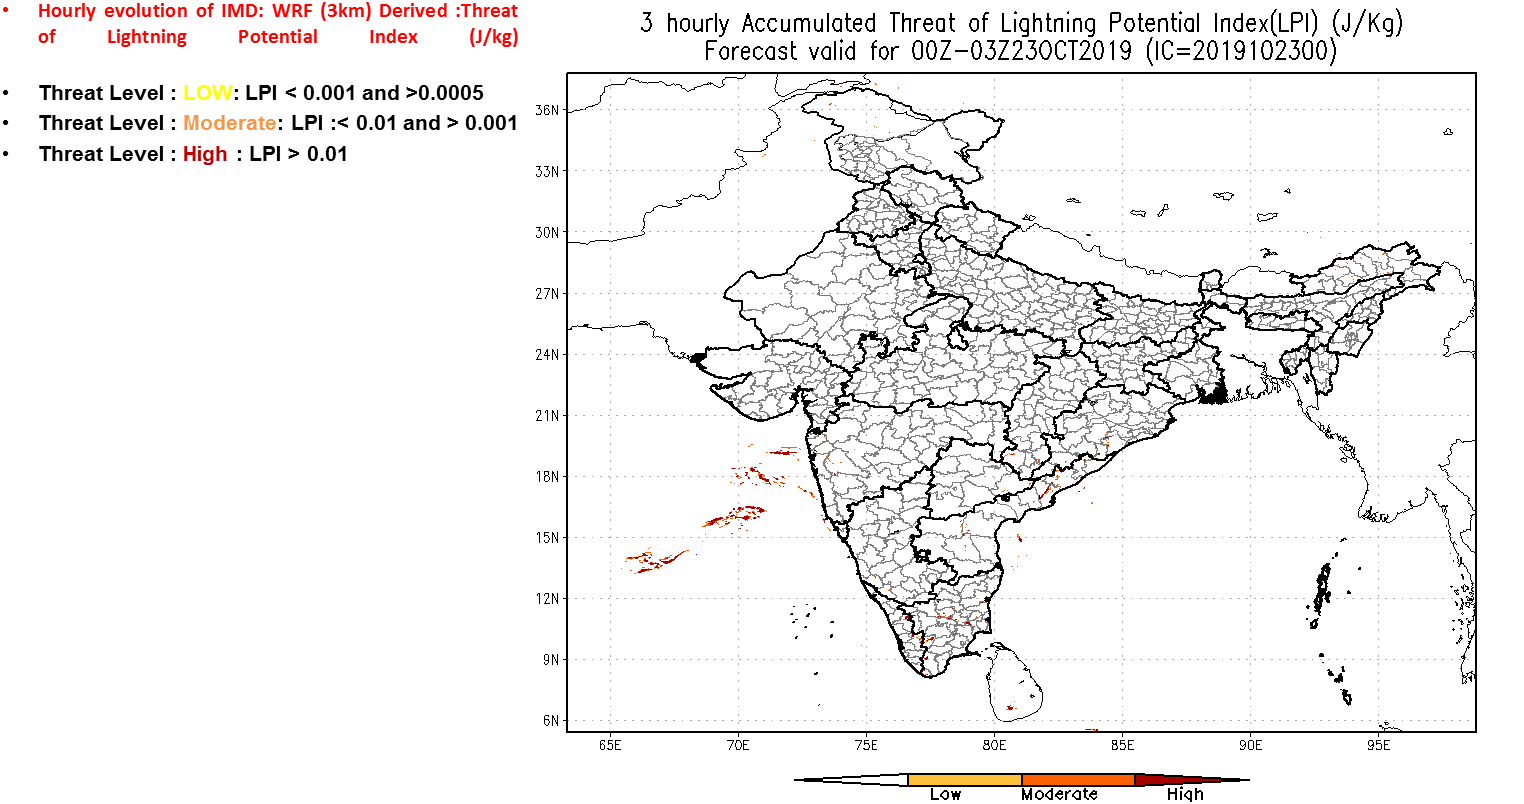 • Hourly evolution of IMD: WRF (3km) Derived :Threat
of Lightning Potential Index (J/kg)
• Threat Level : LOW: LPI < 0.001 and >0.0005
• Threat Level : Moderate: LPI :< 0.01 and > 0.001
• Threat Level : High : LPI > 0.01
3 hourly Accumulated Threat of Lightning Potential Index(LPI) (J/Kg)
Forecast valid for 00Z-03Z23OCT2019 (IC=2019102300)
36N
33N
30N
27N
24N
21N
18N
15N
12N
9N
6N
65E 70E 75E 80E 85E 90E 95E
Low Moderate High